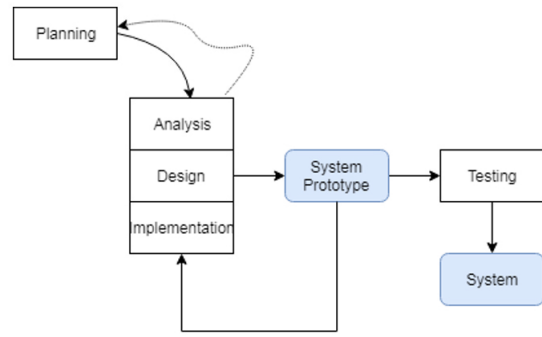 Planning
Analysis
Design
Implementation
System
Prototype
Testing
System